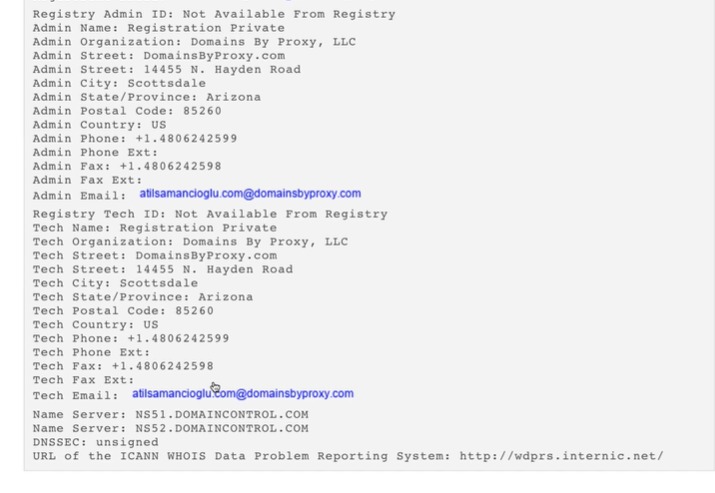 Registry Admin ID: Not Available From Registry
Admin Name: Registration Private
Admin Organization: Domains By Proxy, LLC
Admin Street: DomainsByProxy.com
Admin Street: 14455 N. Hayden Road
Admin City: Scottsdale
Admin State/Province: Arizona
Admin Postal Code: 85260
Admin Country: US
Admin Phone: +1.4806242599
Admin Phone Ext:
Admin Fax: +1.4806242598
Admin Fax Ext:
Admin Email: atilsamancioglu.com@domainsbyproxy.com
Registry Tech ID: Not Available From Registry
Tech Name: Registration Private
Tech Organization: Domains By Proxy, LLC
Tech Street: DomainsByProxy.com
Tech Street: 14455 N. Hayden Road
Tech City: Scottsdale
Tech State/Province: Arizona
Tech Postal Code: 85260
Tech Country: US
Tech Phone: +1.4806242599
Tech Phone Ext:
Tech Fax: +1.4806242598
Tech Fax Ext:
Tech Email: atilsamancioglu.com@domainsbyproxy.com
Name Server: NS51.DOMAINCONTROL.COM
Name Server: NS52.DOMAINCONTROL.COM
DNSSEC: unsigned
URL of the ICANN WHOIS Data Problem Reporting System: http://wdprs.internic.net/